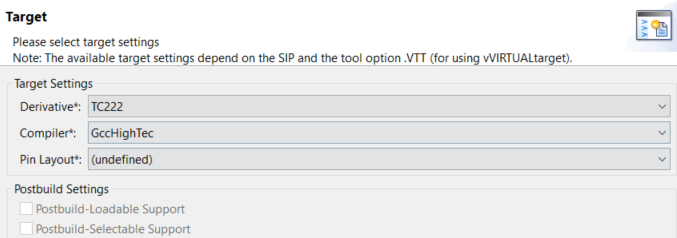 Target
Please select target settings
Note: The available target settings depend on the SIP and the tool option .VTT (for using vVIRTUALtarget).
Target Settings
Derivative*: TC222
Compiler*: GccHighTec
Pin Layout*: (undefined)
Postbuild Settings
Postbuild-Loadable Support
Postbuild-Selectable Support